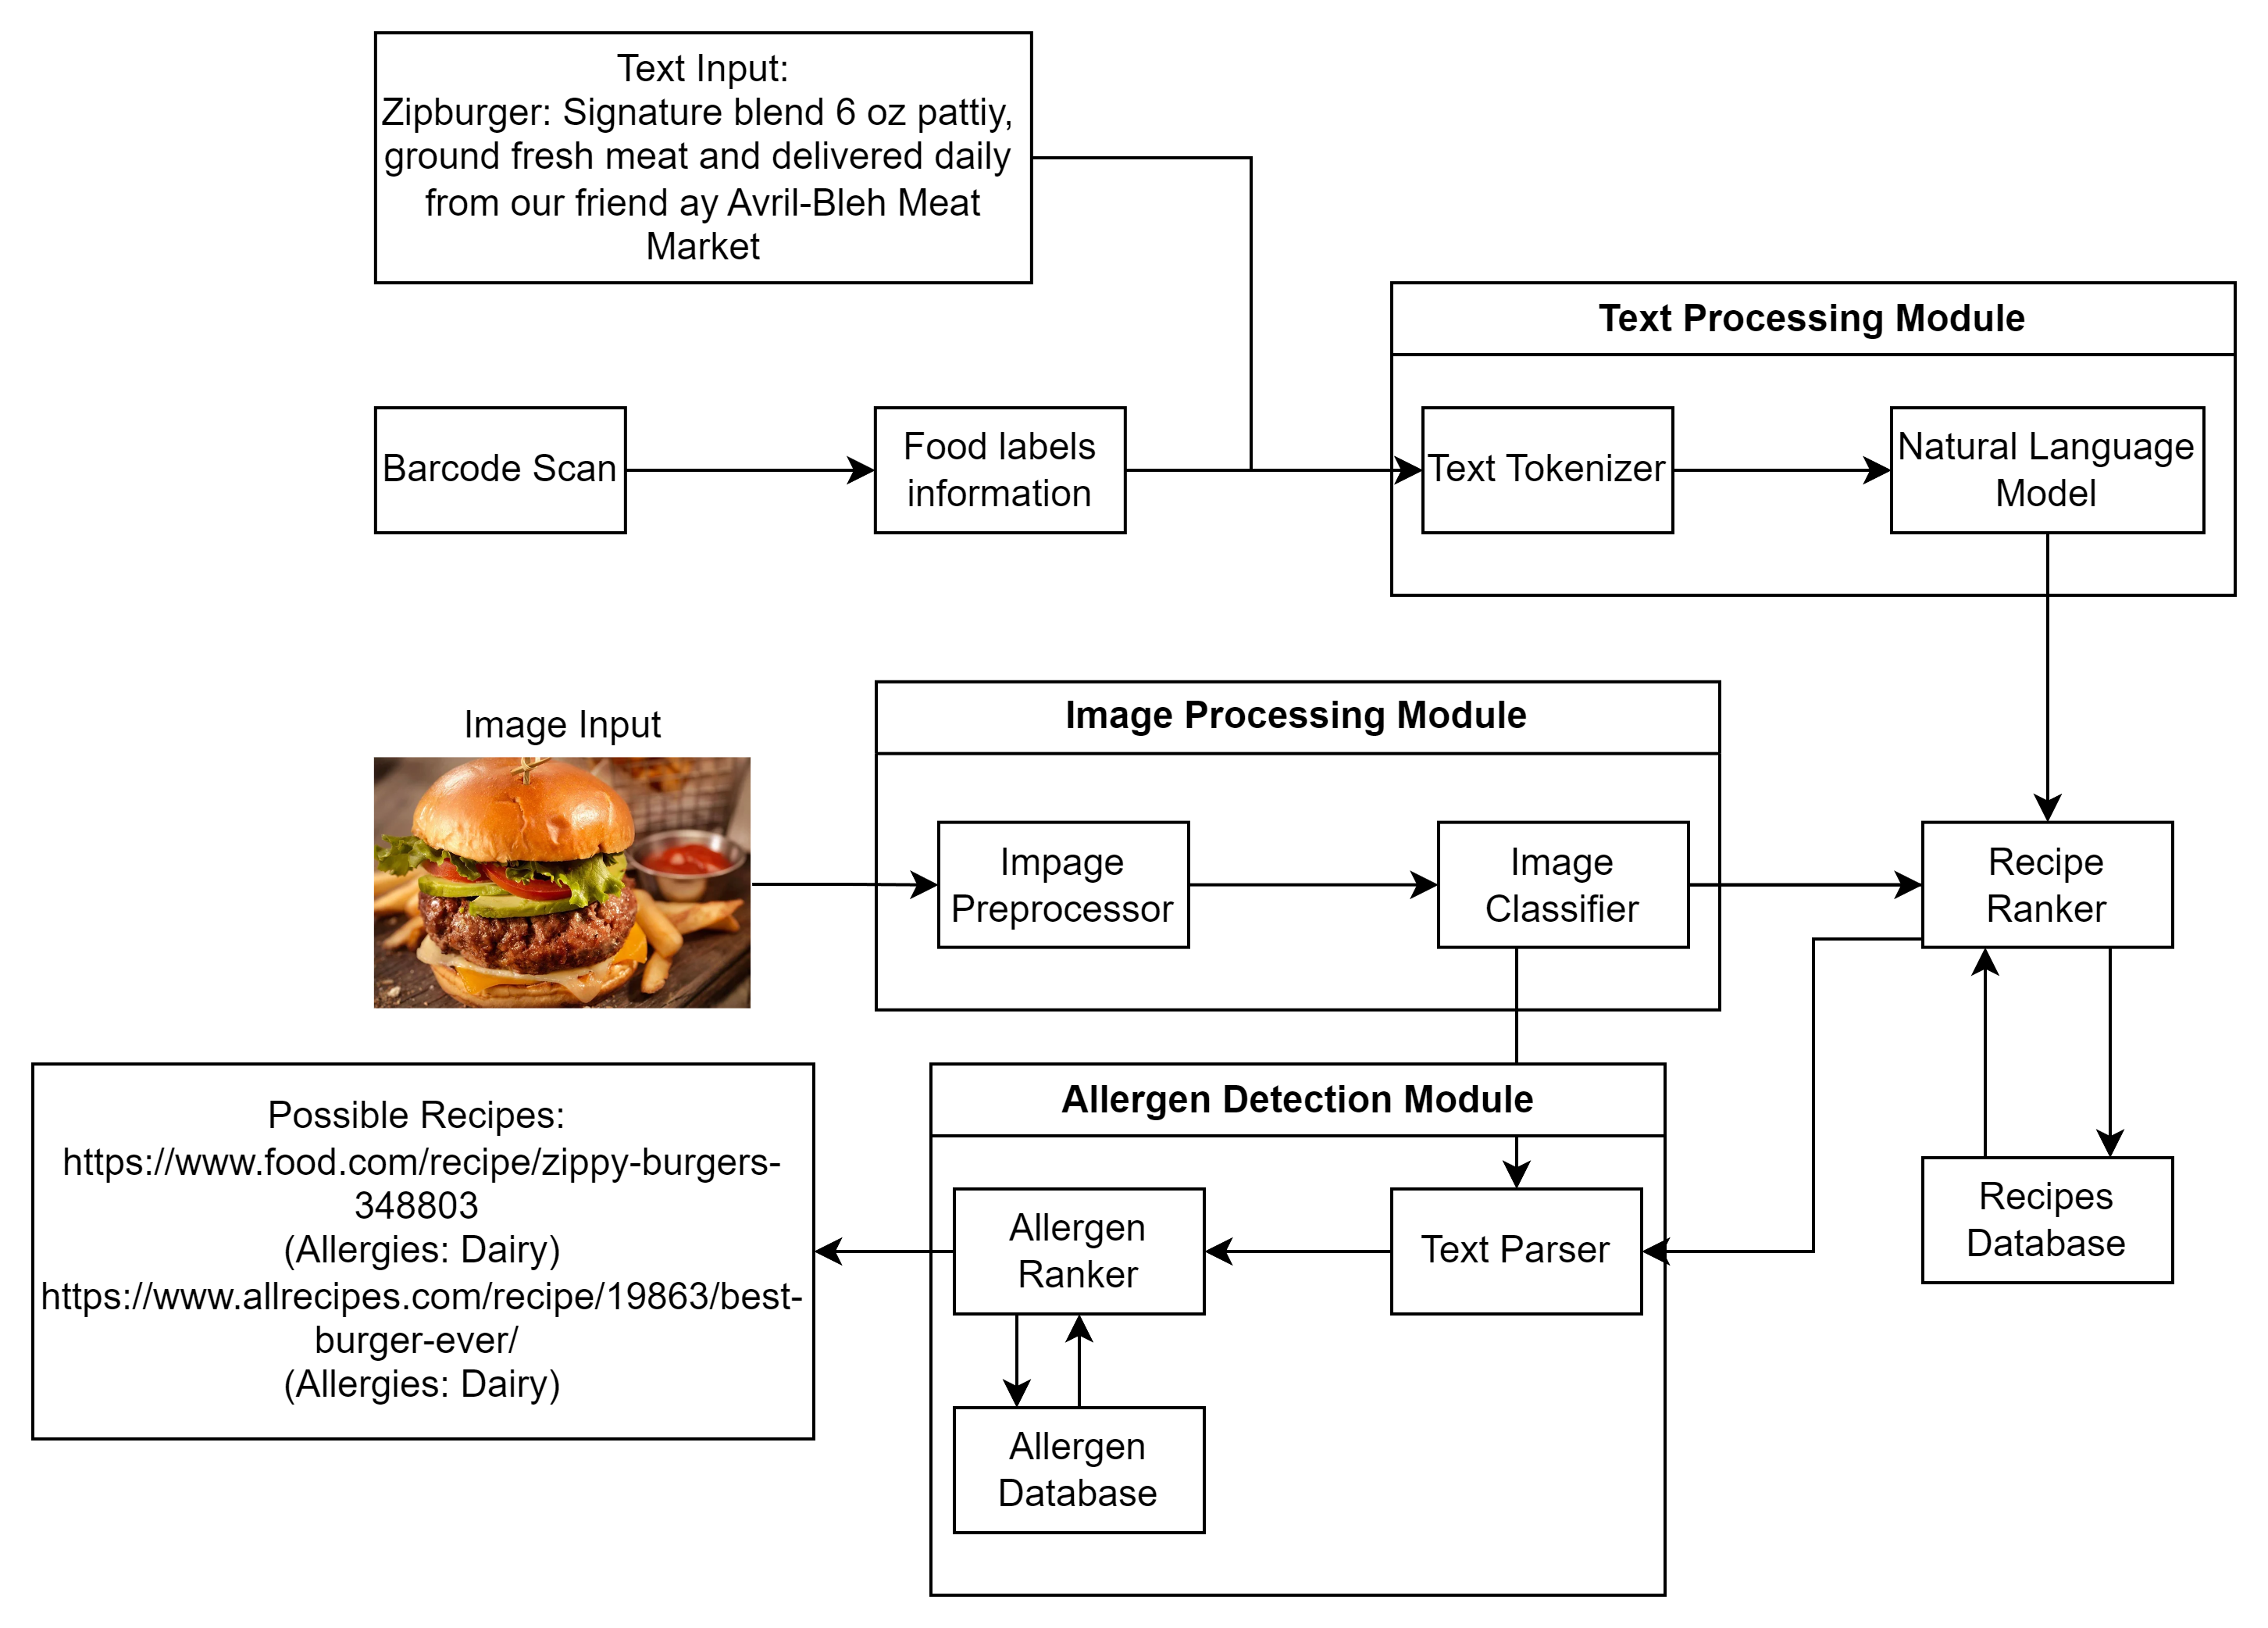 Text Input:
Zipburger: Signature blend 6 oz pattiy,
ground fresh meat and delivered daily
from our friend ay Avril-Bleh Meat
Market
Text Processing Module
Barcode Scan
Food labels
information
Text Tokenizer
Natural Language
Model
Image Input
Image Processing Module
Impage
Preprocessor
Image
Classifier
Recipe
Ranker
Possible Recipes:
https://www.food.com/recipe/zippy-burgers-
348803
(Allergies: Dairy)
https://www.allrecipes.com/recipe/19863/best-
burger-ever/
(Allergies: Dairy)
Allergen Detection Module
Allergen
Ranker
Text Parser
Recipes
Database
Allergen
Database